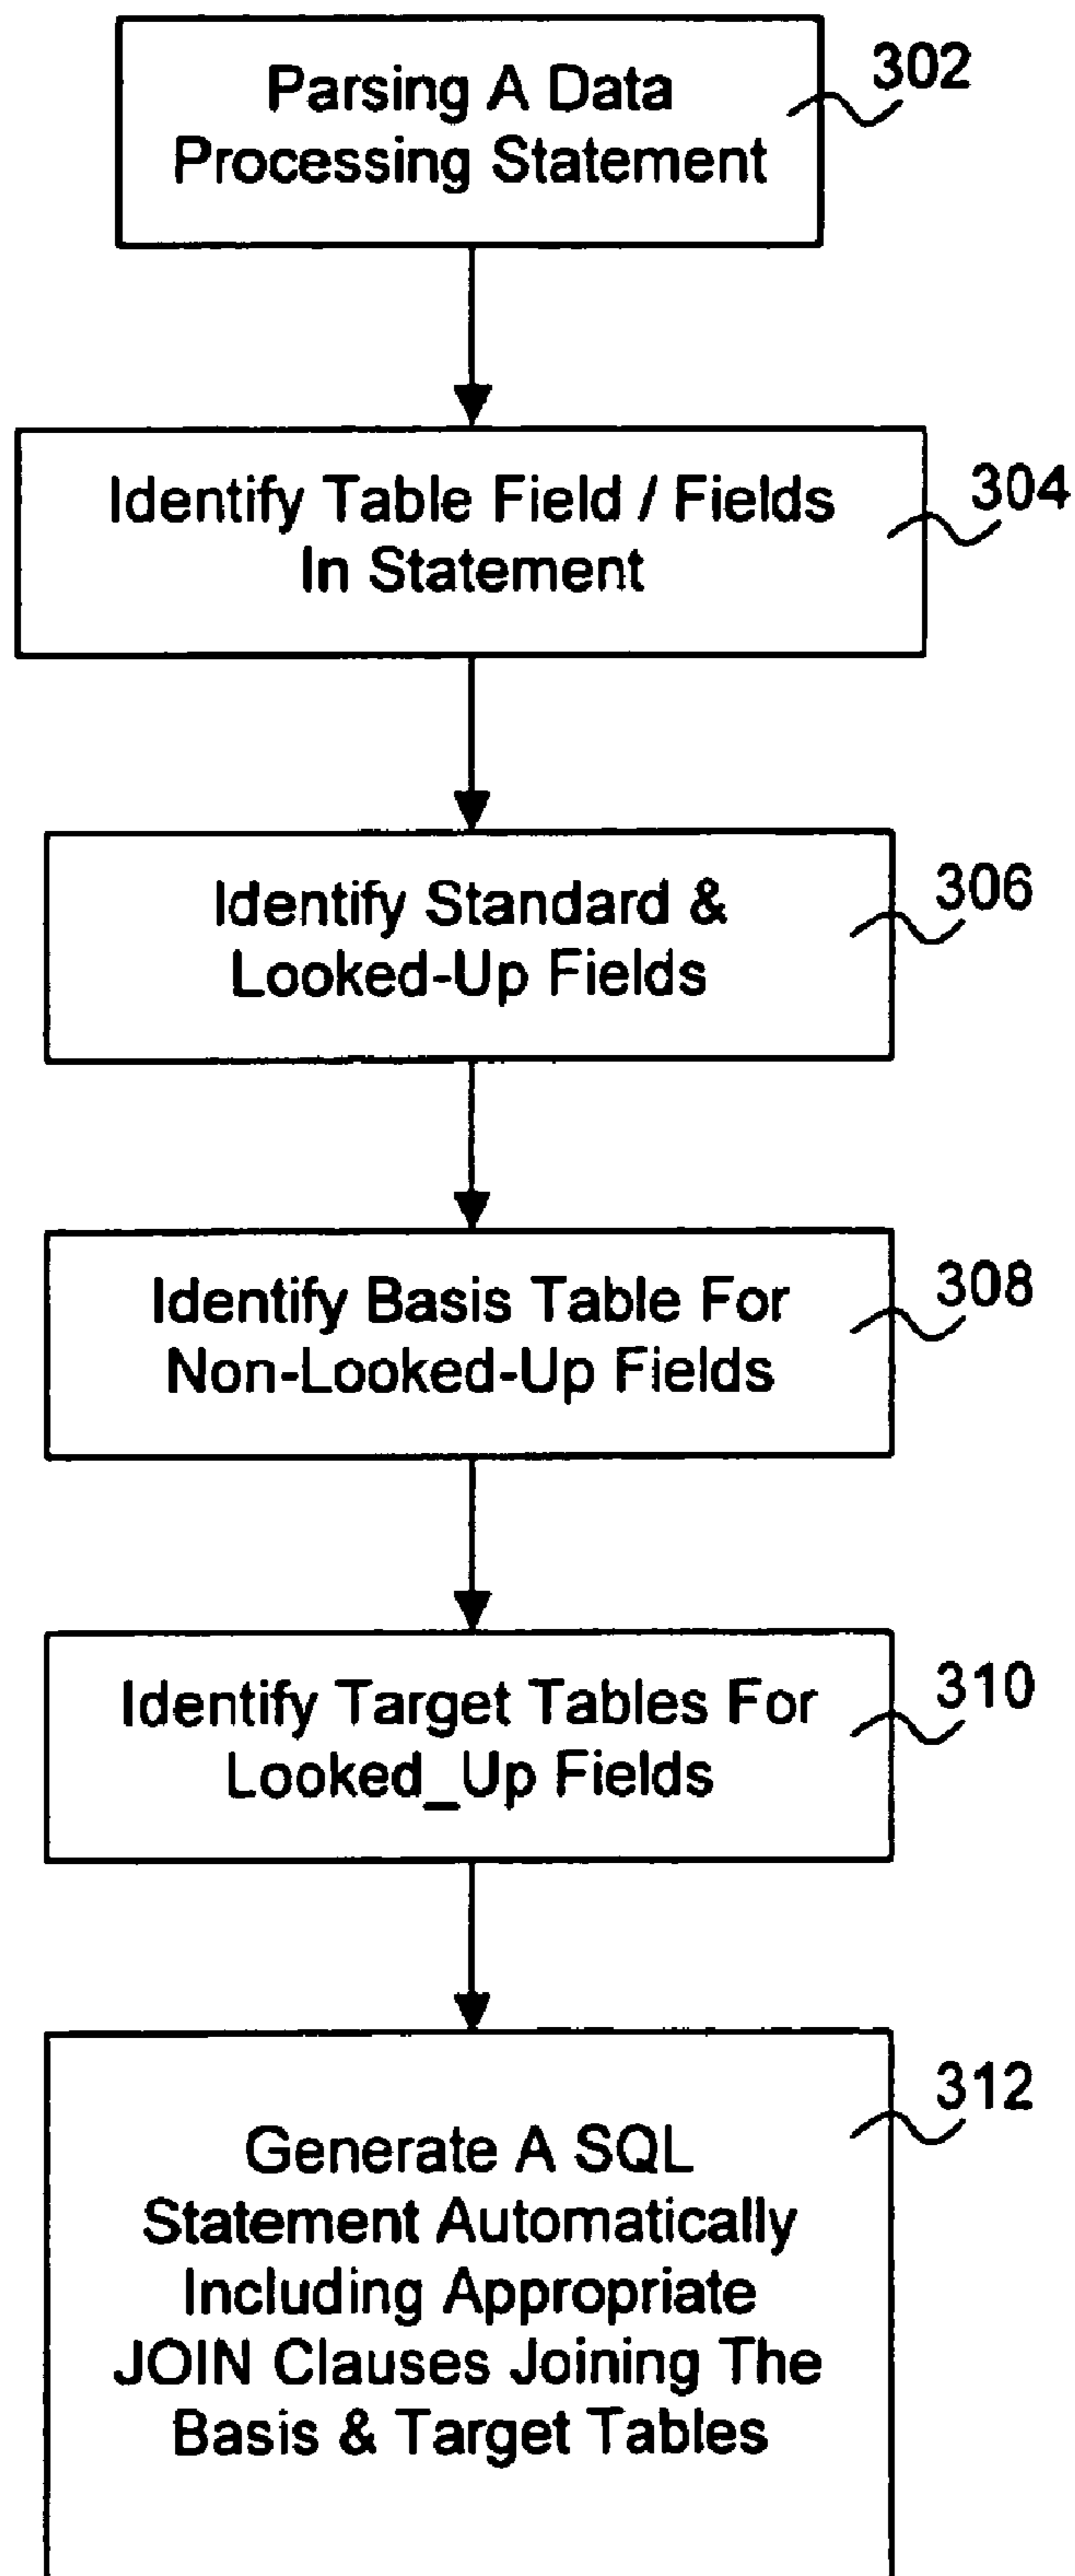 Parsing A Data
Processing Statement
302
Identify Table Field / Fields
In Statement
304
Identify Standard &
Looked-Up Fields
306
Identify Basis Table For
Non-Looked-Up Fields
308
Identify Target Tables For
Looked_Up Fields
310
Generate A SQL
Statement Automatically
Including Appropriate
JOIN Clauses Joining The
Basis & Target Tables
312